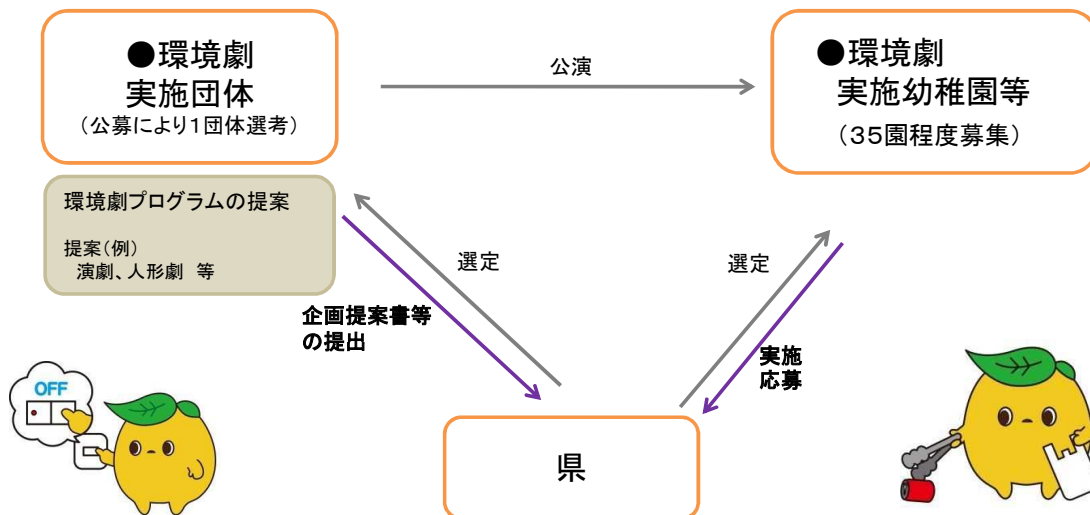 ●環境劇
実施団体
(公募により1団体選考)
公演
●環境劇
実施幼稚園等
(35園程度募集)
環境劇プログラムの提案
提案(例)
演劇、人形劇 等
選定
選定
企画提案書等
の提出
実施
応募
OFF
県